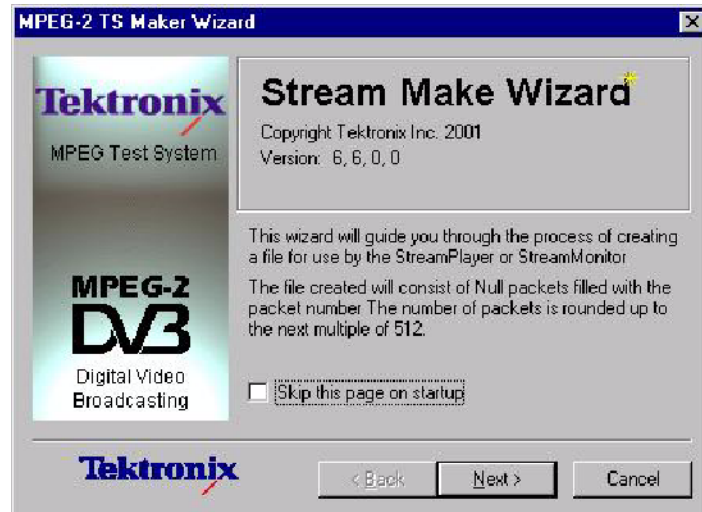 MPEG-2 TS Maker Wizard
Tektronix
MPEG Test System
MPEG-2
DVB
Digital Video
Broadcasting
Stream Make Wizard
Copyright Tektronix Inc. 2001
Version: 6, 6, 0, 0
This wizard will guide you through the process of creating
a file for use by the StreamPlayer or StreamMonitor
The file created will consist of Null packets filled with the
packet number The number of packets is rounded up to
the next multiple of 512.
Skip this page on startup
Tektronix
< Back
Next >
Cancel